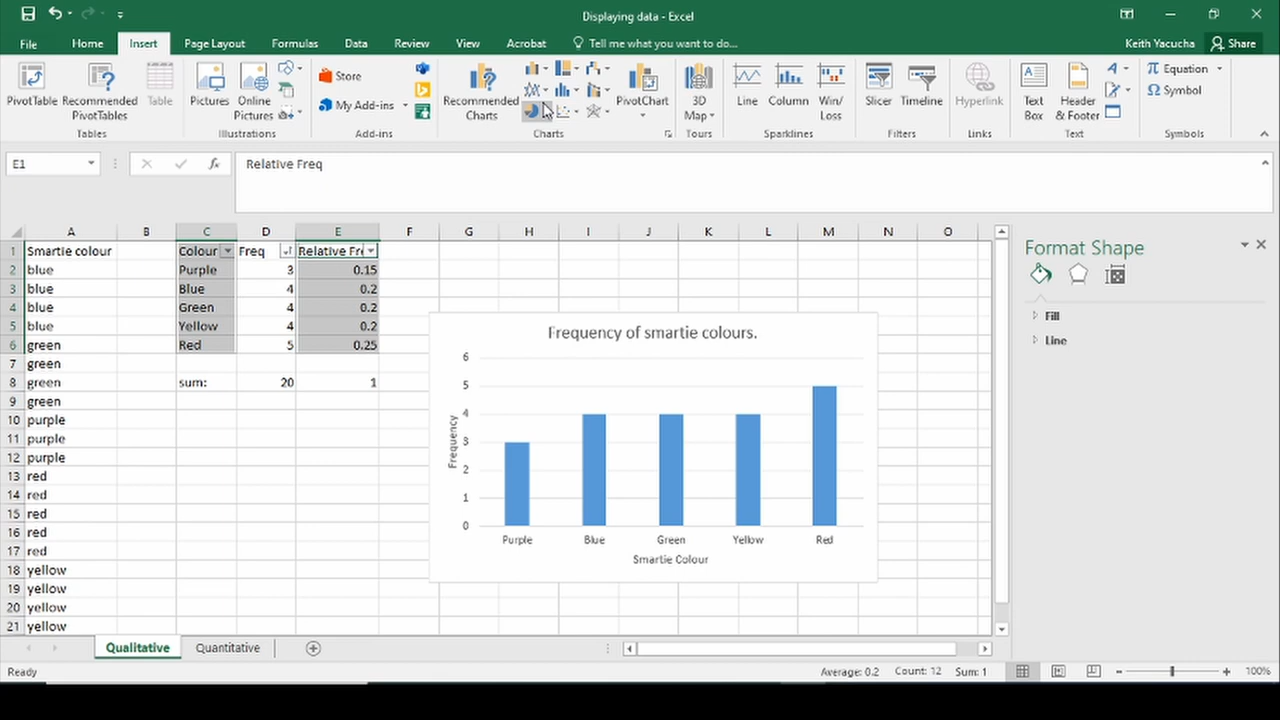 Displaying data - Excel
File Home Insert Page Layout Formulas Data Review View Acrobat Tell me what you want to do... Keith Yacucha Share
PivotTable Recommended PivotTables Table Pictures Online Pictures Store My Add-ins Recommended Charts PivotChart 3D Map Line Column Win/Loss Slicer Timeline Hyperlink Text Box Header & Footer Equation Symbol
Tables Illustrations Add-ins Charts Tours Sparklines Filters Links Text Symbols
E1 fx Relative Freq
A B C D E F G H I J K L M N O
1 Smartie colour Colour Freq Relative Fr
2 blue Purple 3 0.15
3 blue Blue 4 0.2
4 blue Green 4 0.2
5 blue Yellow 4 0.2
6 green Red 5 0.25
7 green
8 green sum: 20 1
9 green
10 purple
11 purple
12 purple
13 red
14 red
15 red
16 red
17 red
18 yellow
19 yellow
20 yellow
21 yellow
Frequency of smartie colours.
Frequency
6
5
4
3
2
1
0
Purple Blue Green Yellow Red
Smartie Colour
Format Shape
Fill
Line
Qualitative Quantitative
Ready Average: 0.2 Count: 12 Sum: 1 100%